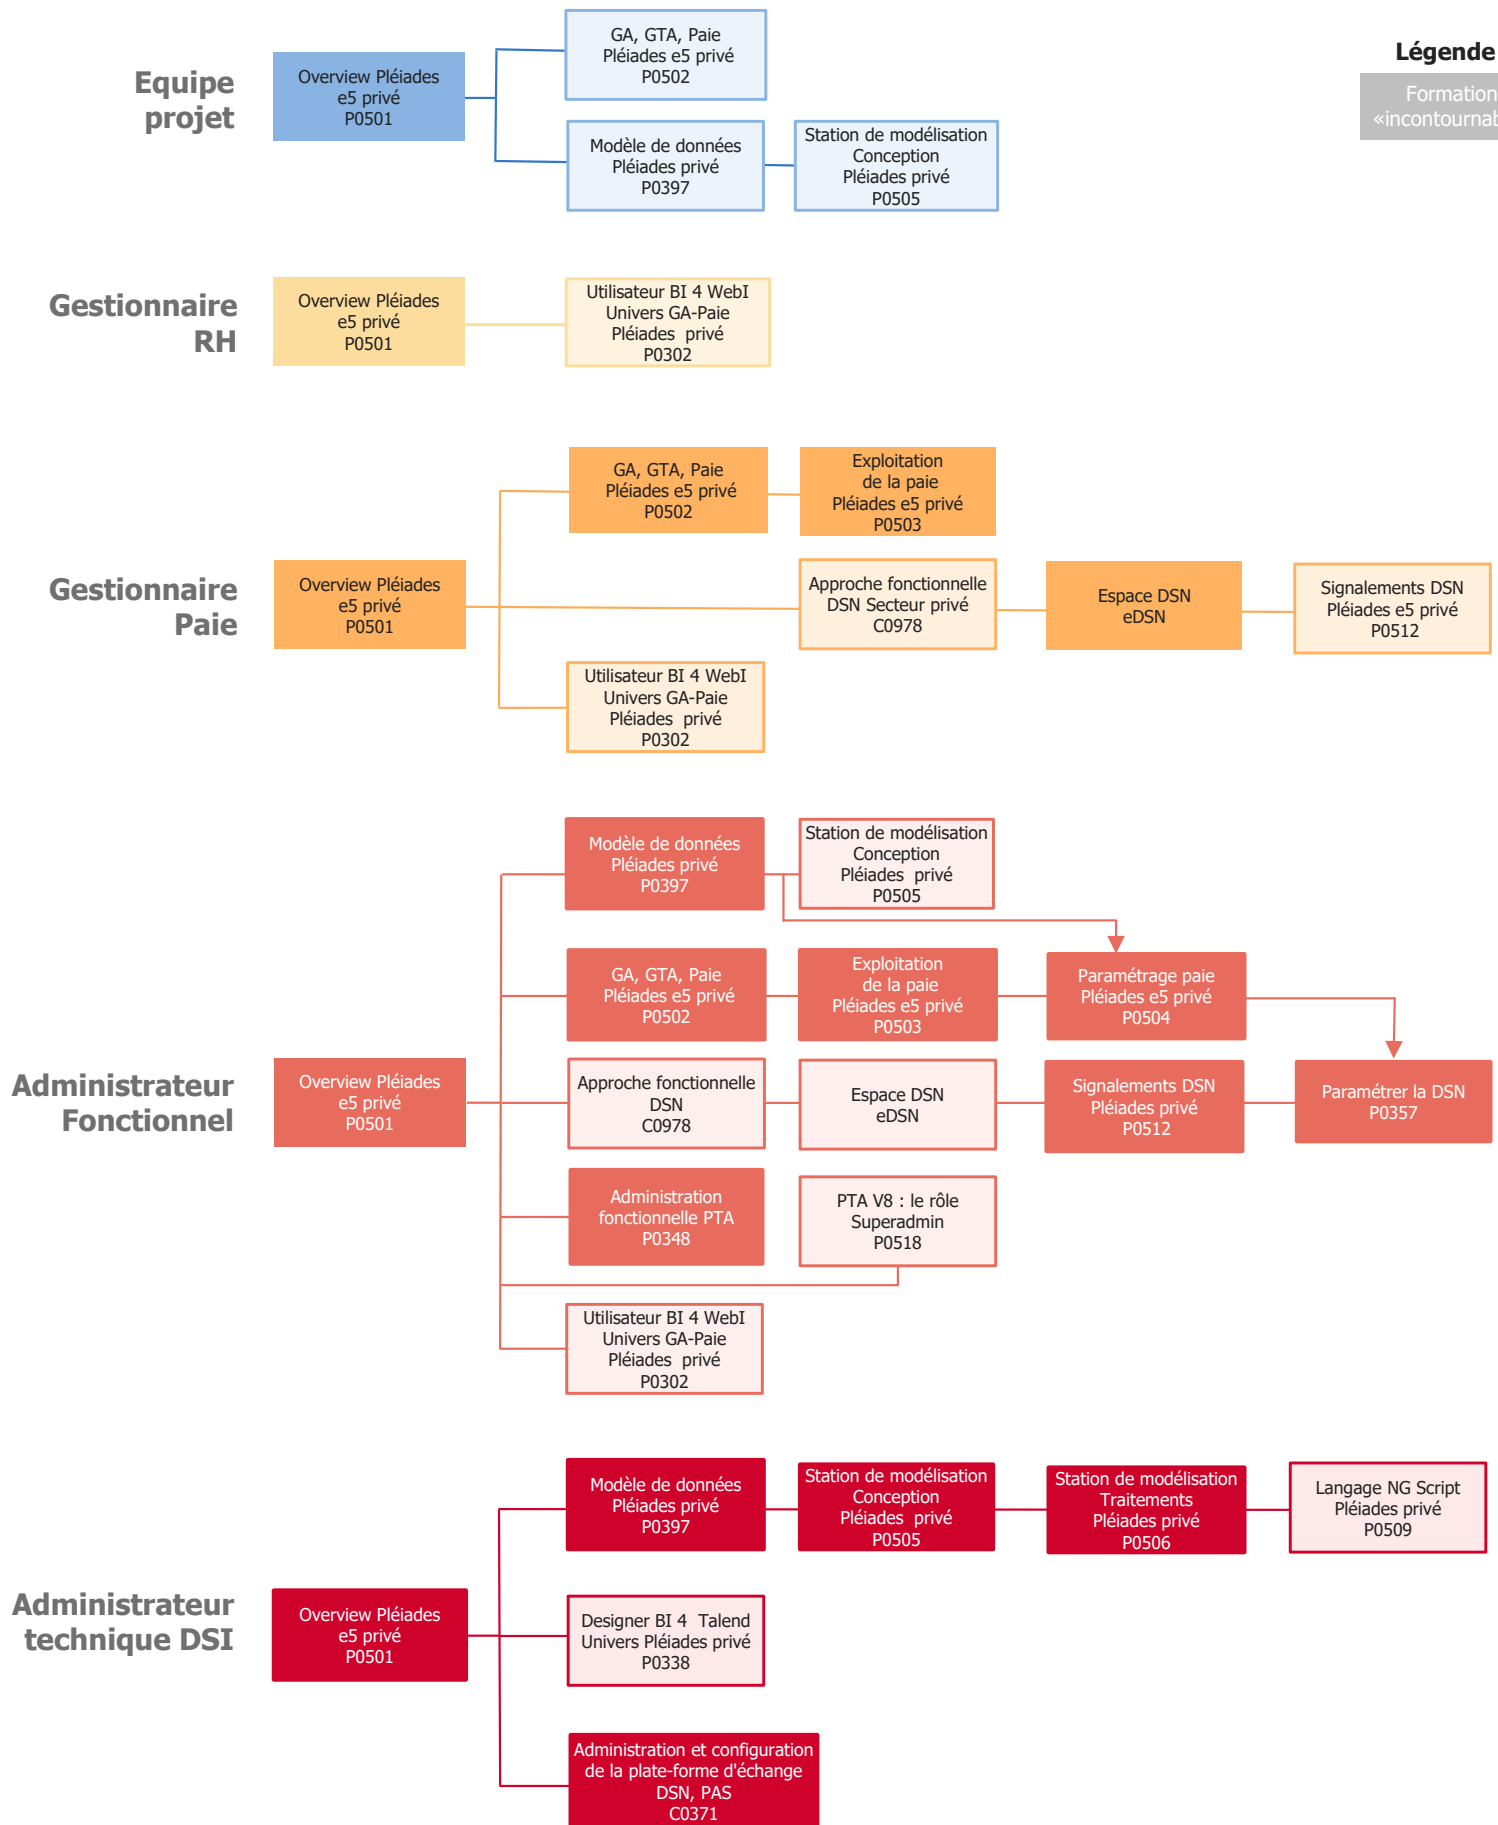 Légende
Formation
«incontournab
Equipe
projet
Overview Pléiades
e5 privé
P0501
GA, GTA, Paie
Pléiades e5 privé
P0502
Modèle de données
Pléiades privé
P0397
Station de modélisation
Conception
Pléiades privé
P0505
Gestionnaire
RH
Overview Pléiades
e5 privé
P0501
Utilisateur BI 4 WebI
Univers GA-Paie
Pléiades privé
P0302
Gestionnaire
Paie
Overview Pléiades
e5 privé
P0501
GA, GTA, Paie
Pléiades e5 privé
P0502
Exploitation
de la paie
Pléiades e5 privé
P0503
Approche fonctionnelle
DSN Secteur privé
C0978
Espace DSN
eDSN
Signalements DSN
Pléiades e5 privé
P0512
Utilisateur BI 4 WebI
Univers GA-Paie
Pléiades privé
P0302
Administrateur
Fonctionnel
Overview Pléiades
e5 privé
P0501
Modèle de données
Pléiades privé
P0397
Station de modélisation
Conception
Pléiades privé
P0505
GA, GTA, Paie
Pléiades e5 privé
P0502
Exploitation
de la paie
Pléiades e5 privé
P0503
Paramétrage paie
Pléiades e5 privé
P0504
Approche fonctionnelle
DSN
C0978
Espace DSN
eDSN
Signalements DSN
Pléiades privé
P0512
Paramétrer la DSN
P0357
Administration
fonctionnelle PTA
P0348
PTA V8 : le rôle
Superadmin
P0518
Utilisateur BI 4 WebI
Univers GA-Paie
Pléiades privé
P0302
Administrateur
technique DSI
Overview Pléiades
e5 privé
P0501
Modèle de données
Pléiades privé
P0397
Station de modélisation
Conception
Pléiades privé
P0505
Station de modélisation
Traitements
Pléiades privé
P0506
Langage NG Script
Pléiades privé
P0509
Designer BI 4 Talend
Univers Pléiades privé
P0338
Administration et configuration
de la plate-forme d'échange
DSN, PAS
C0371